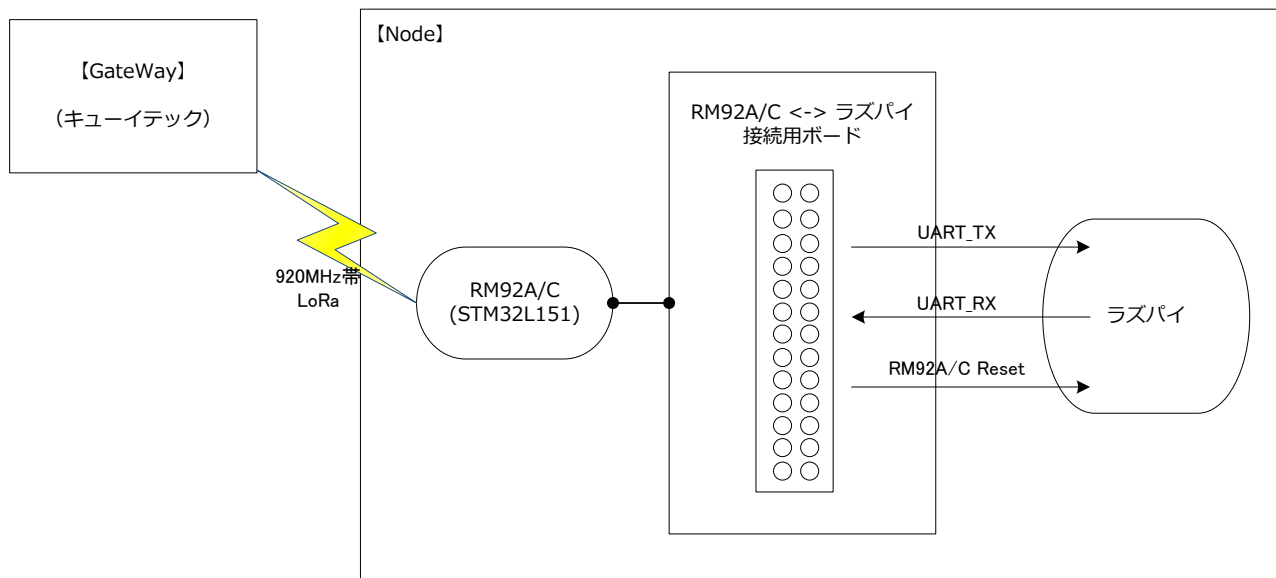 【GateWay】
（キューイテック）
【Node】
RM92A/C <-> ラズパイ
接続用ボード
920MHz帯
LoRa
RM92A/C
(STM32L151)
UART_TX
UART_RX
RM92A/C Reset
ラズパイ